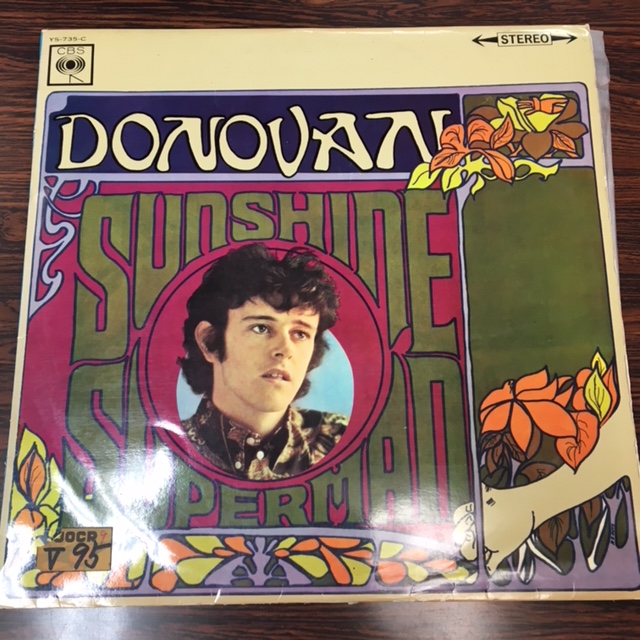 YS-735-C
CBS
STEREO
DONOVAN
SUNSHINE
SUPERMAN
JOCR
V 95